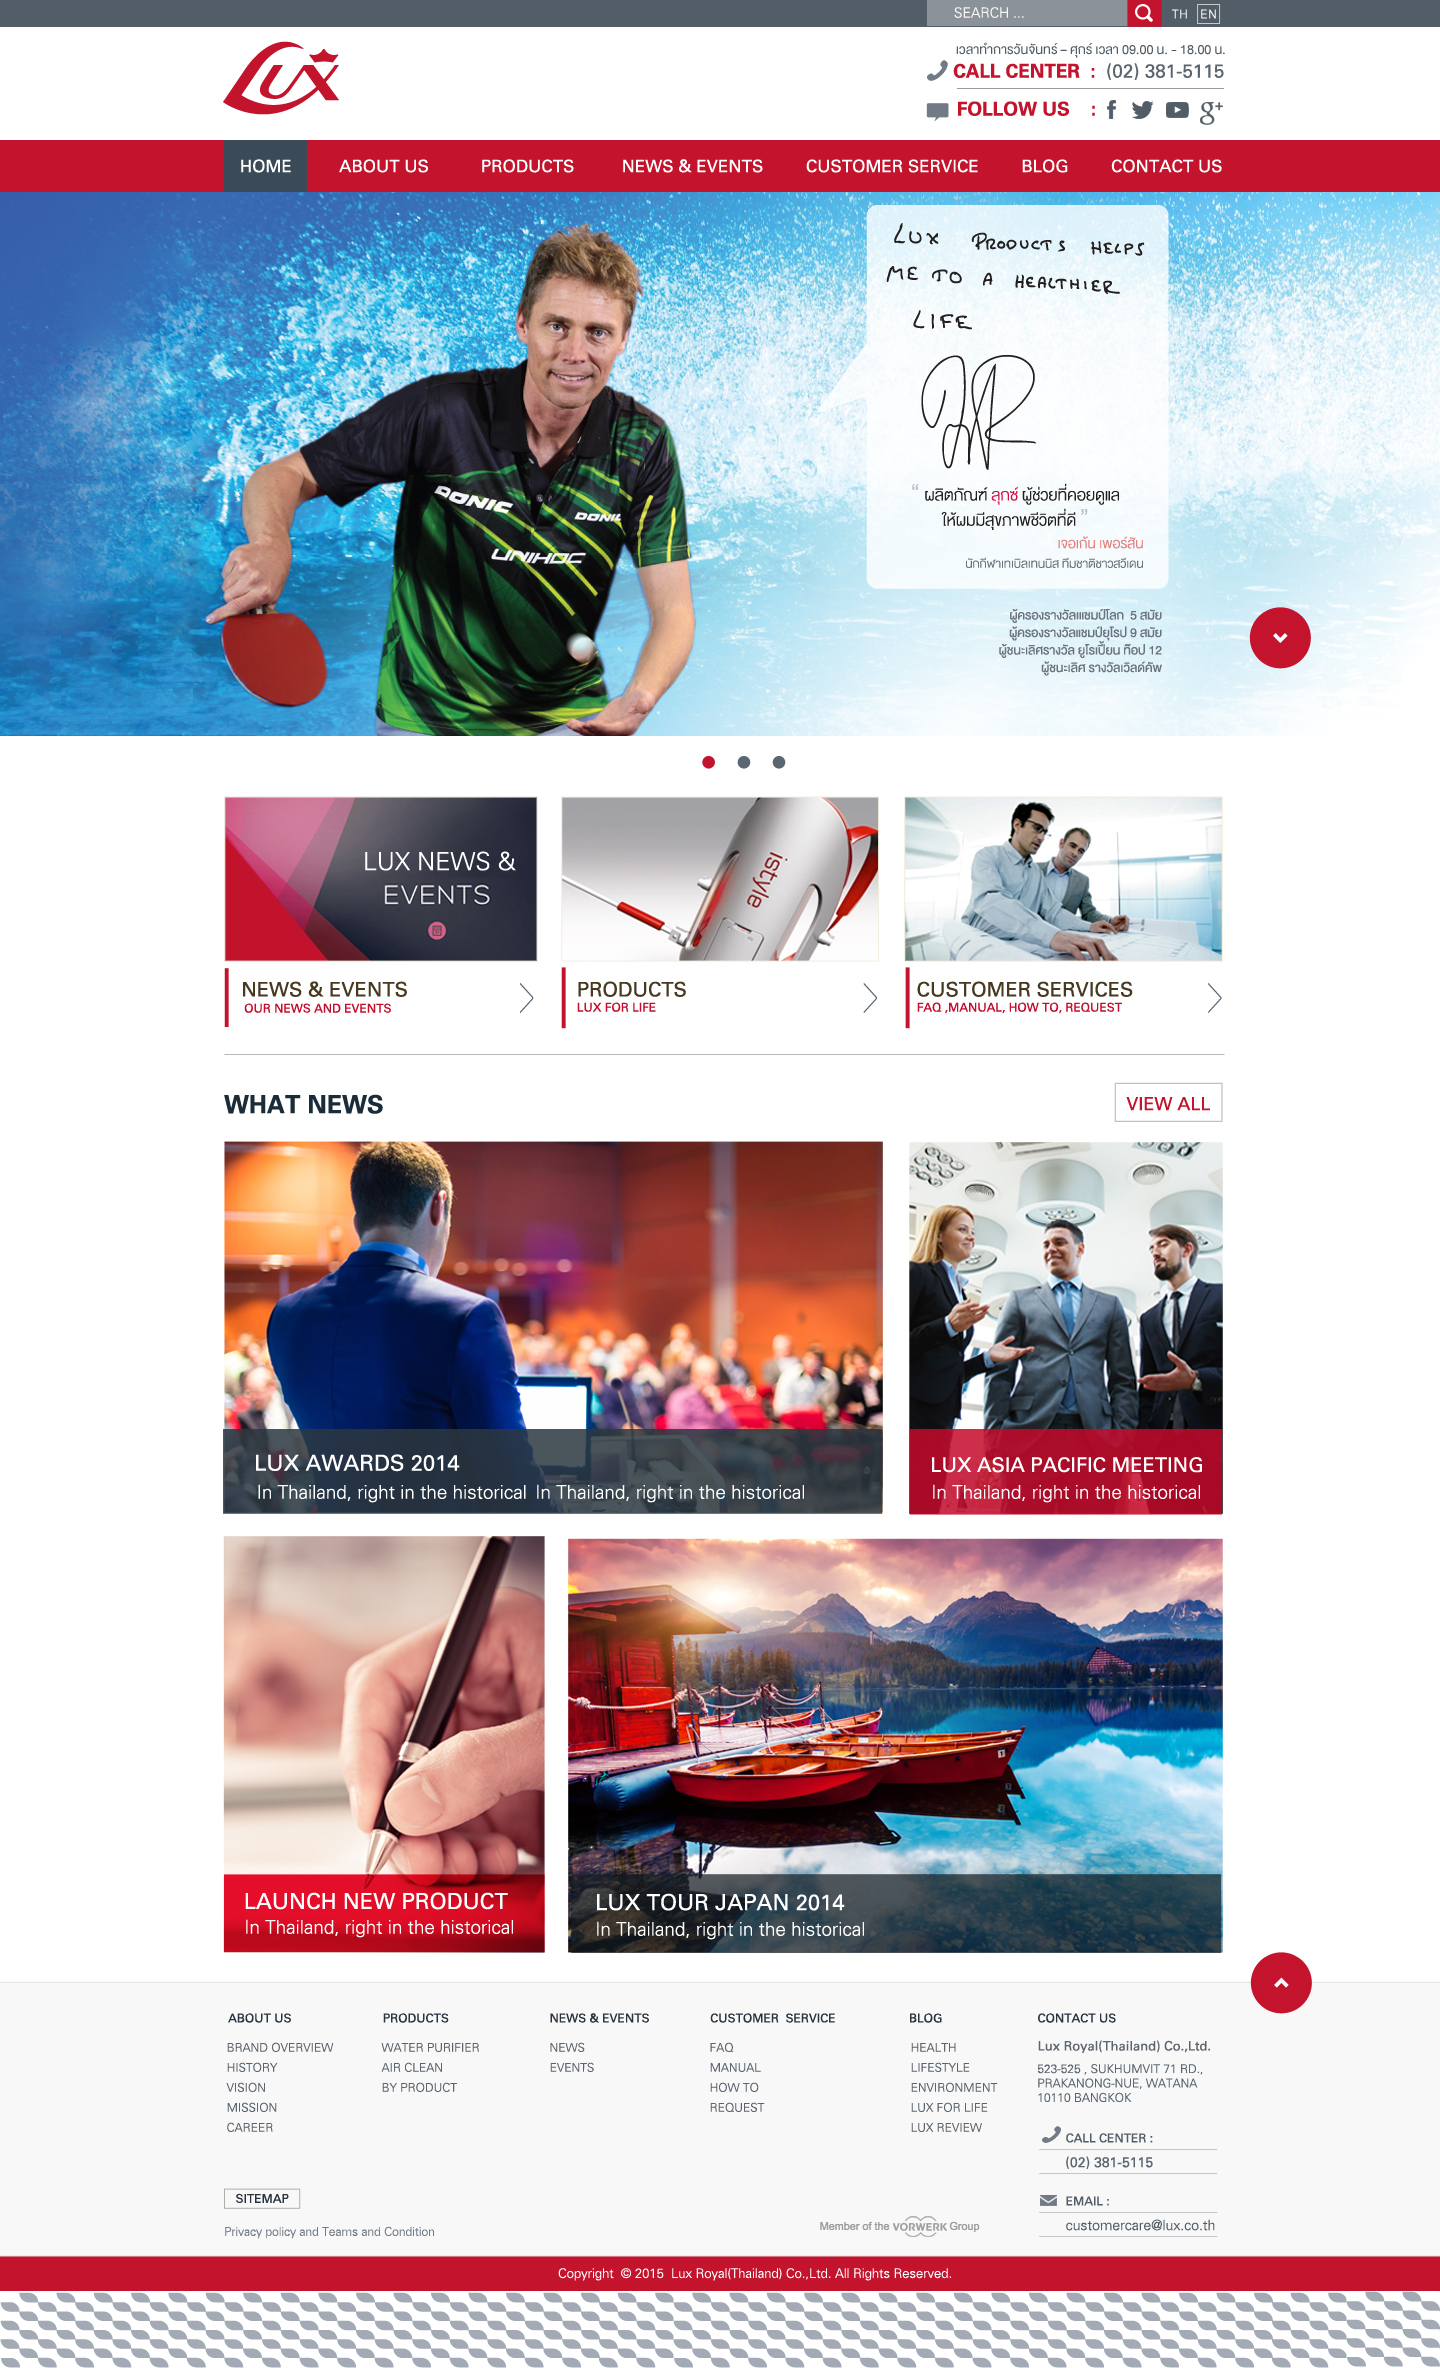 SEARCH ...
TH EN
LUX
เวลาทำการวันจันทร์ – ศุกร์ เวลา 09.00 น. - 18.00 น.
CALL CENTER : (02) 381-5115
FOLLOW US :
HOME ABOUT US PRODUCTS NEWS & EVENTS CUSTOMER SERVICE BLOG CONTACT US
LUX PRODUCTS HELPS
ME TO A HEALTHIER
LIFE
“ ผลิตภัณฑ์ ลุกซ์ ผู้ช่วยที่คอยดูแล
ให้ผมมีสุขภาพชีวิตที่ดี ”
เจอเก้น เพอร์สัน
นักกีฬาเทเบิลเทนนิส ทีมชาติชาวสวีเดน
ผู้ครองรางวัลแชมป์โลก 5 สมัย
ผู้ครองรางวัลแชมป์ยุโรป 9 สมัย
ผู้ชนะเลิศรางวัล ยูโรเปี้ยน ท๊อป 12
ผู้ชนะเลิศ รางวัลเวิลด์คัพ
DONIC
DONIC
UNIHOC
LUX NEWS &
EVENTS
istyle
NEWS & EVENTS
OUR NEWS AND EVENTS
PRODUCTS
LUX FOR LIFE
CUSTOMER SERVICES
FAQ ,MANUAL, HOW TO, REQUEST
WHAT NEWS
VIEW ALL
LUX AWARDS 2014
In Thailand, right in the historical In Thailand, right in the historical
LUX ASIA PACIFIC MEETING
In Thailand, right in the historical
LAUNCH NEW PRODUCT
In Thailand, right in the historical
LUX TOUR JAPAN 2014
In Thailand, right in the historical
ABOUT US
BRAND OVERVIEW
HISTORY
VISION
MISSION
CAREER
PRODUCTS
WATER PURIFIER
AIR CLEAN
BY PRODUCT
NEWS & EVENTS
NEWS
EVENTS
CUSTOMER SERVICE
FAQ
MANUAL
HOW TO
REQUEST
BLOG
HEALTH
LIFESTYLE
ENVIRONMENT
LUX FOR LIFE
LUX REVIEW
CONTACT US
Lux Royal(Thailand) Co.,Ltd.
523-525 , SUKHUMVIT 71 RD.,
PRAKANONG-NUE, WATANA
10110 BANGKOK
CALL CENTER :
(02) 381-5115
EMAIL :
customercare@lux.co.th
SITEMAP
Privacy policy and Tearns and Condition
Member of the VORWERK Group
Copyright © 2015 Lux Royal(Thailand) Co.,Ltd. All Rights Reserved.